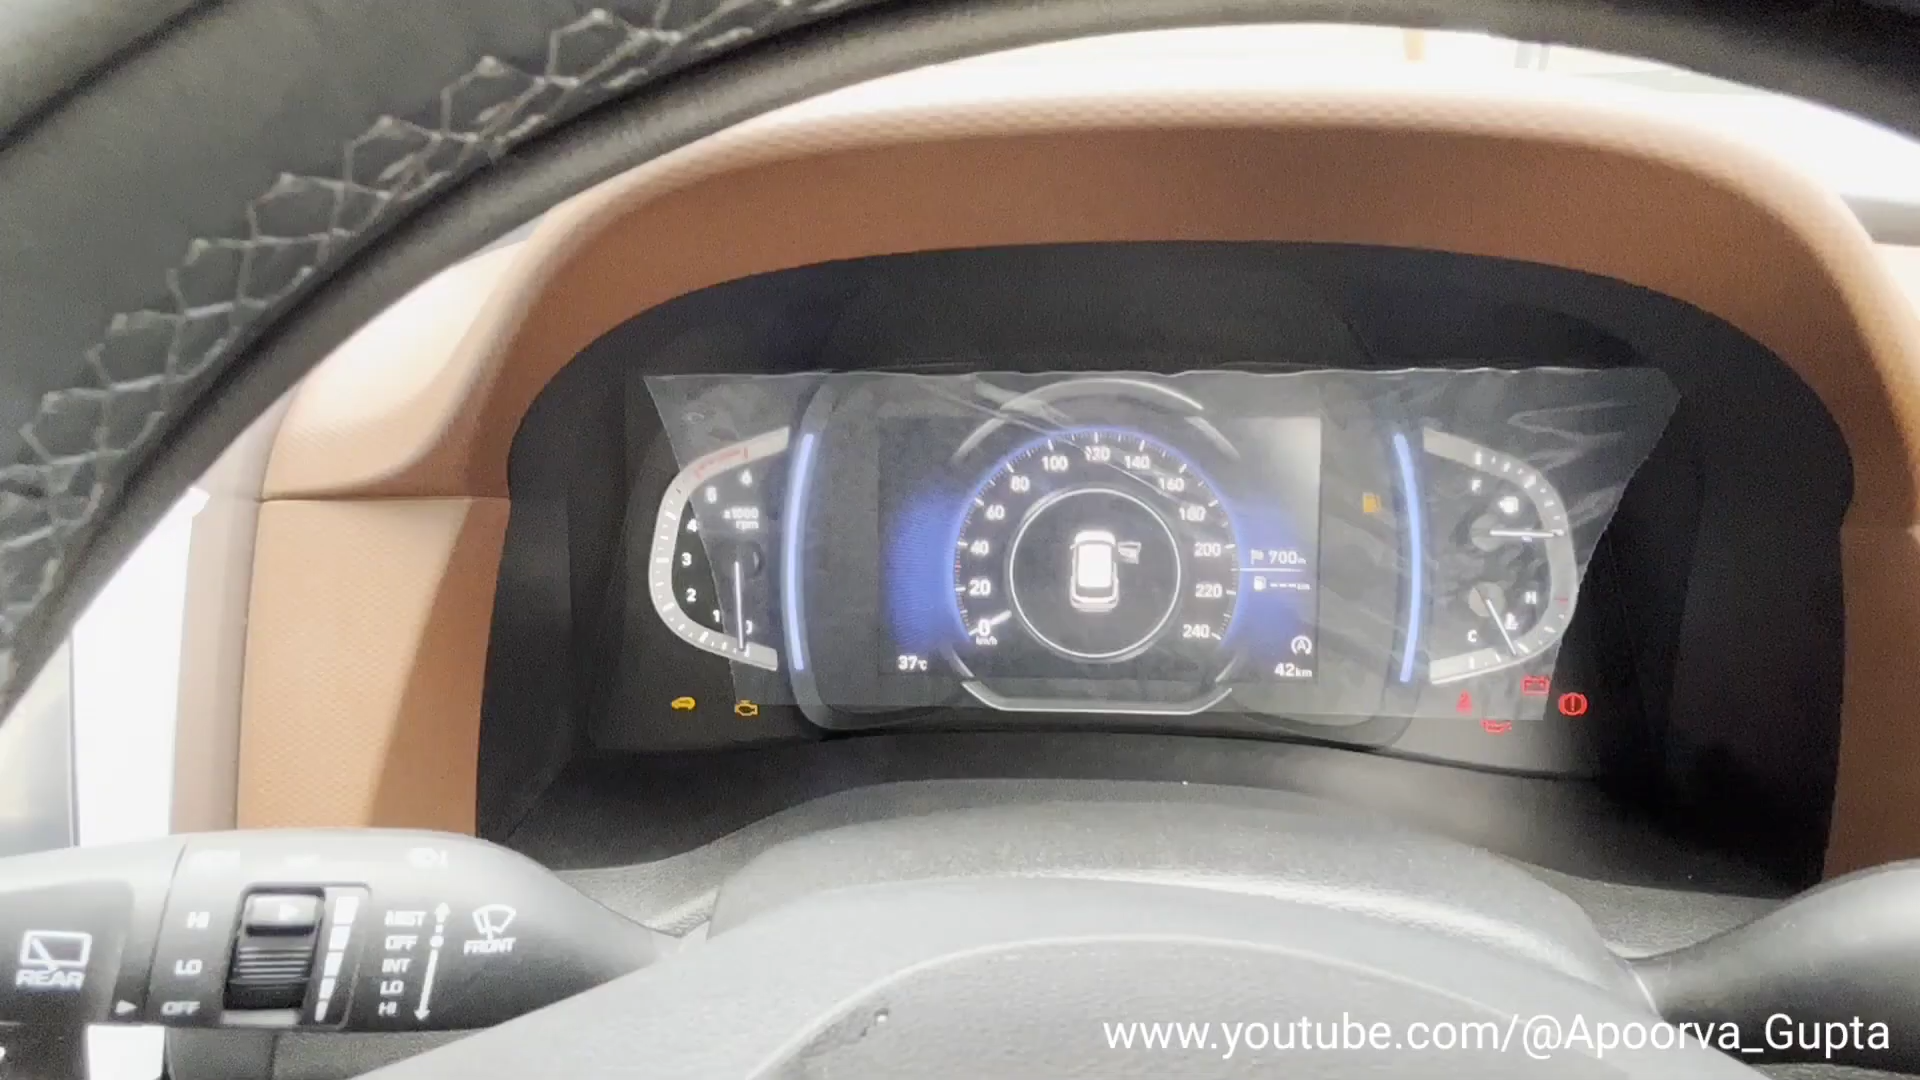 100 120 140
80 160
60 180
40 200
20 220
0 240
km/h
6
5
4
3
2
1
0
x1000
rpm
700
---
37°C
42km
F
H
C
REAR
HI
LO
OFF
MIST
OFF
INT
LO
HI
FRONT
www.youtube.com/@Apoorva_Gupta